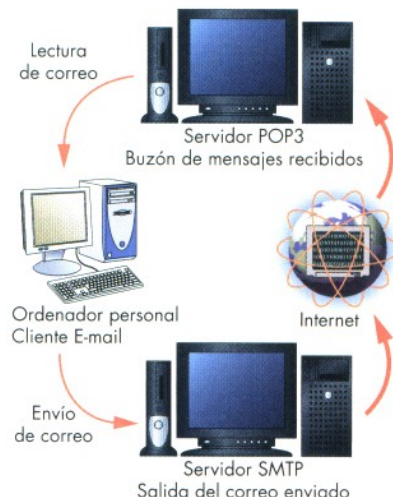 Lectura
de correo
Servidor POP3
Buzón de mensajes recibidos
Ordenador personal
Cliente E-mail
Internet
Envío
de correo
Servidor SMTP
Salida del correo enviado